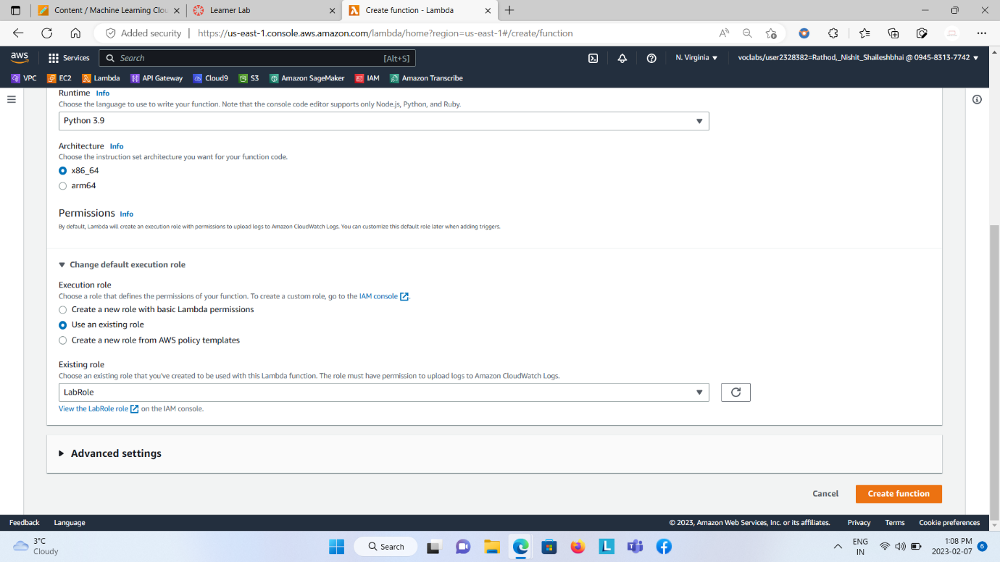 Content / Machine Learning Clou
Learner Lab
Create function - Lambda
Added security
https://us-east-1.console.aws.amazon.com/lambda/home?region=us-east-1#/create/function
aws
Services
Search
[Alt+S]
N. Virginia
voclabs/user2328382=Rathod,_Nishit_Shaileshbhai @ 0945-8313-7742
VPC
EC2
Lambda
API Gateway
Cloud9
S3
Amazon SageMaker
IAM
Amazon Transcribe
Runtime Info
Choose the language to use to write your function. Note that the console code editor supports only Node.js, Python, and Ruby.
Python 3.9
Architecture Info
Choose the instruction set architecture you want for your function code.
x86_64
arm64
Permissions Info
By default, Lambda will create an execution role with permissions to upload logs to Amazon CloudWatch Logs. You can customize this default role later when adding triggers.
Change default execution role
Execution role
Choose a role that defines the permissions of your function. To create a custom role, go to the IAM console.
Create a new role with basic Lambda permissions
Use an existing role
Create a new role from AWS policy templates
Existing role
Choose an existing role that you've created to be used with this Lambda function. The role must have permission to upload logs to Amazon CloudWatch Logs.
LabRole
View the LabRole role on the IAM console.
Advanced settings
Cancel
Create function
Feedback
Language
© 2023, Amazon Web Services, Inc. or its affiliates.
Privacy
Terms
Cookie preferences
3°C
Cloudy
Search
ENG
IN
1:08 PM
2023-02-07
6